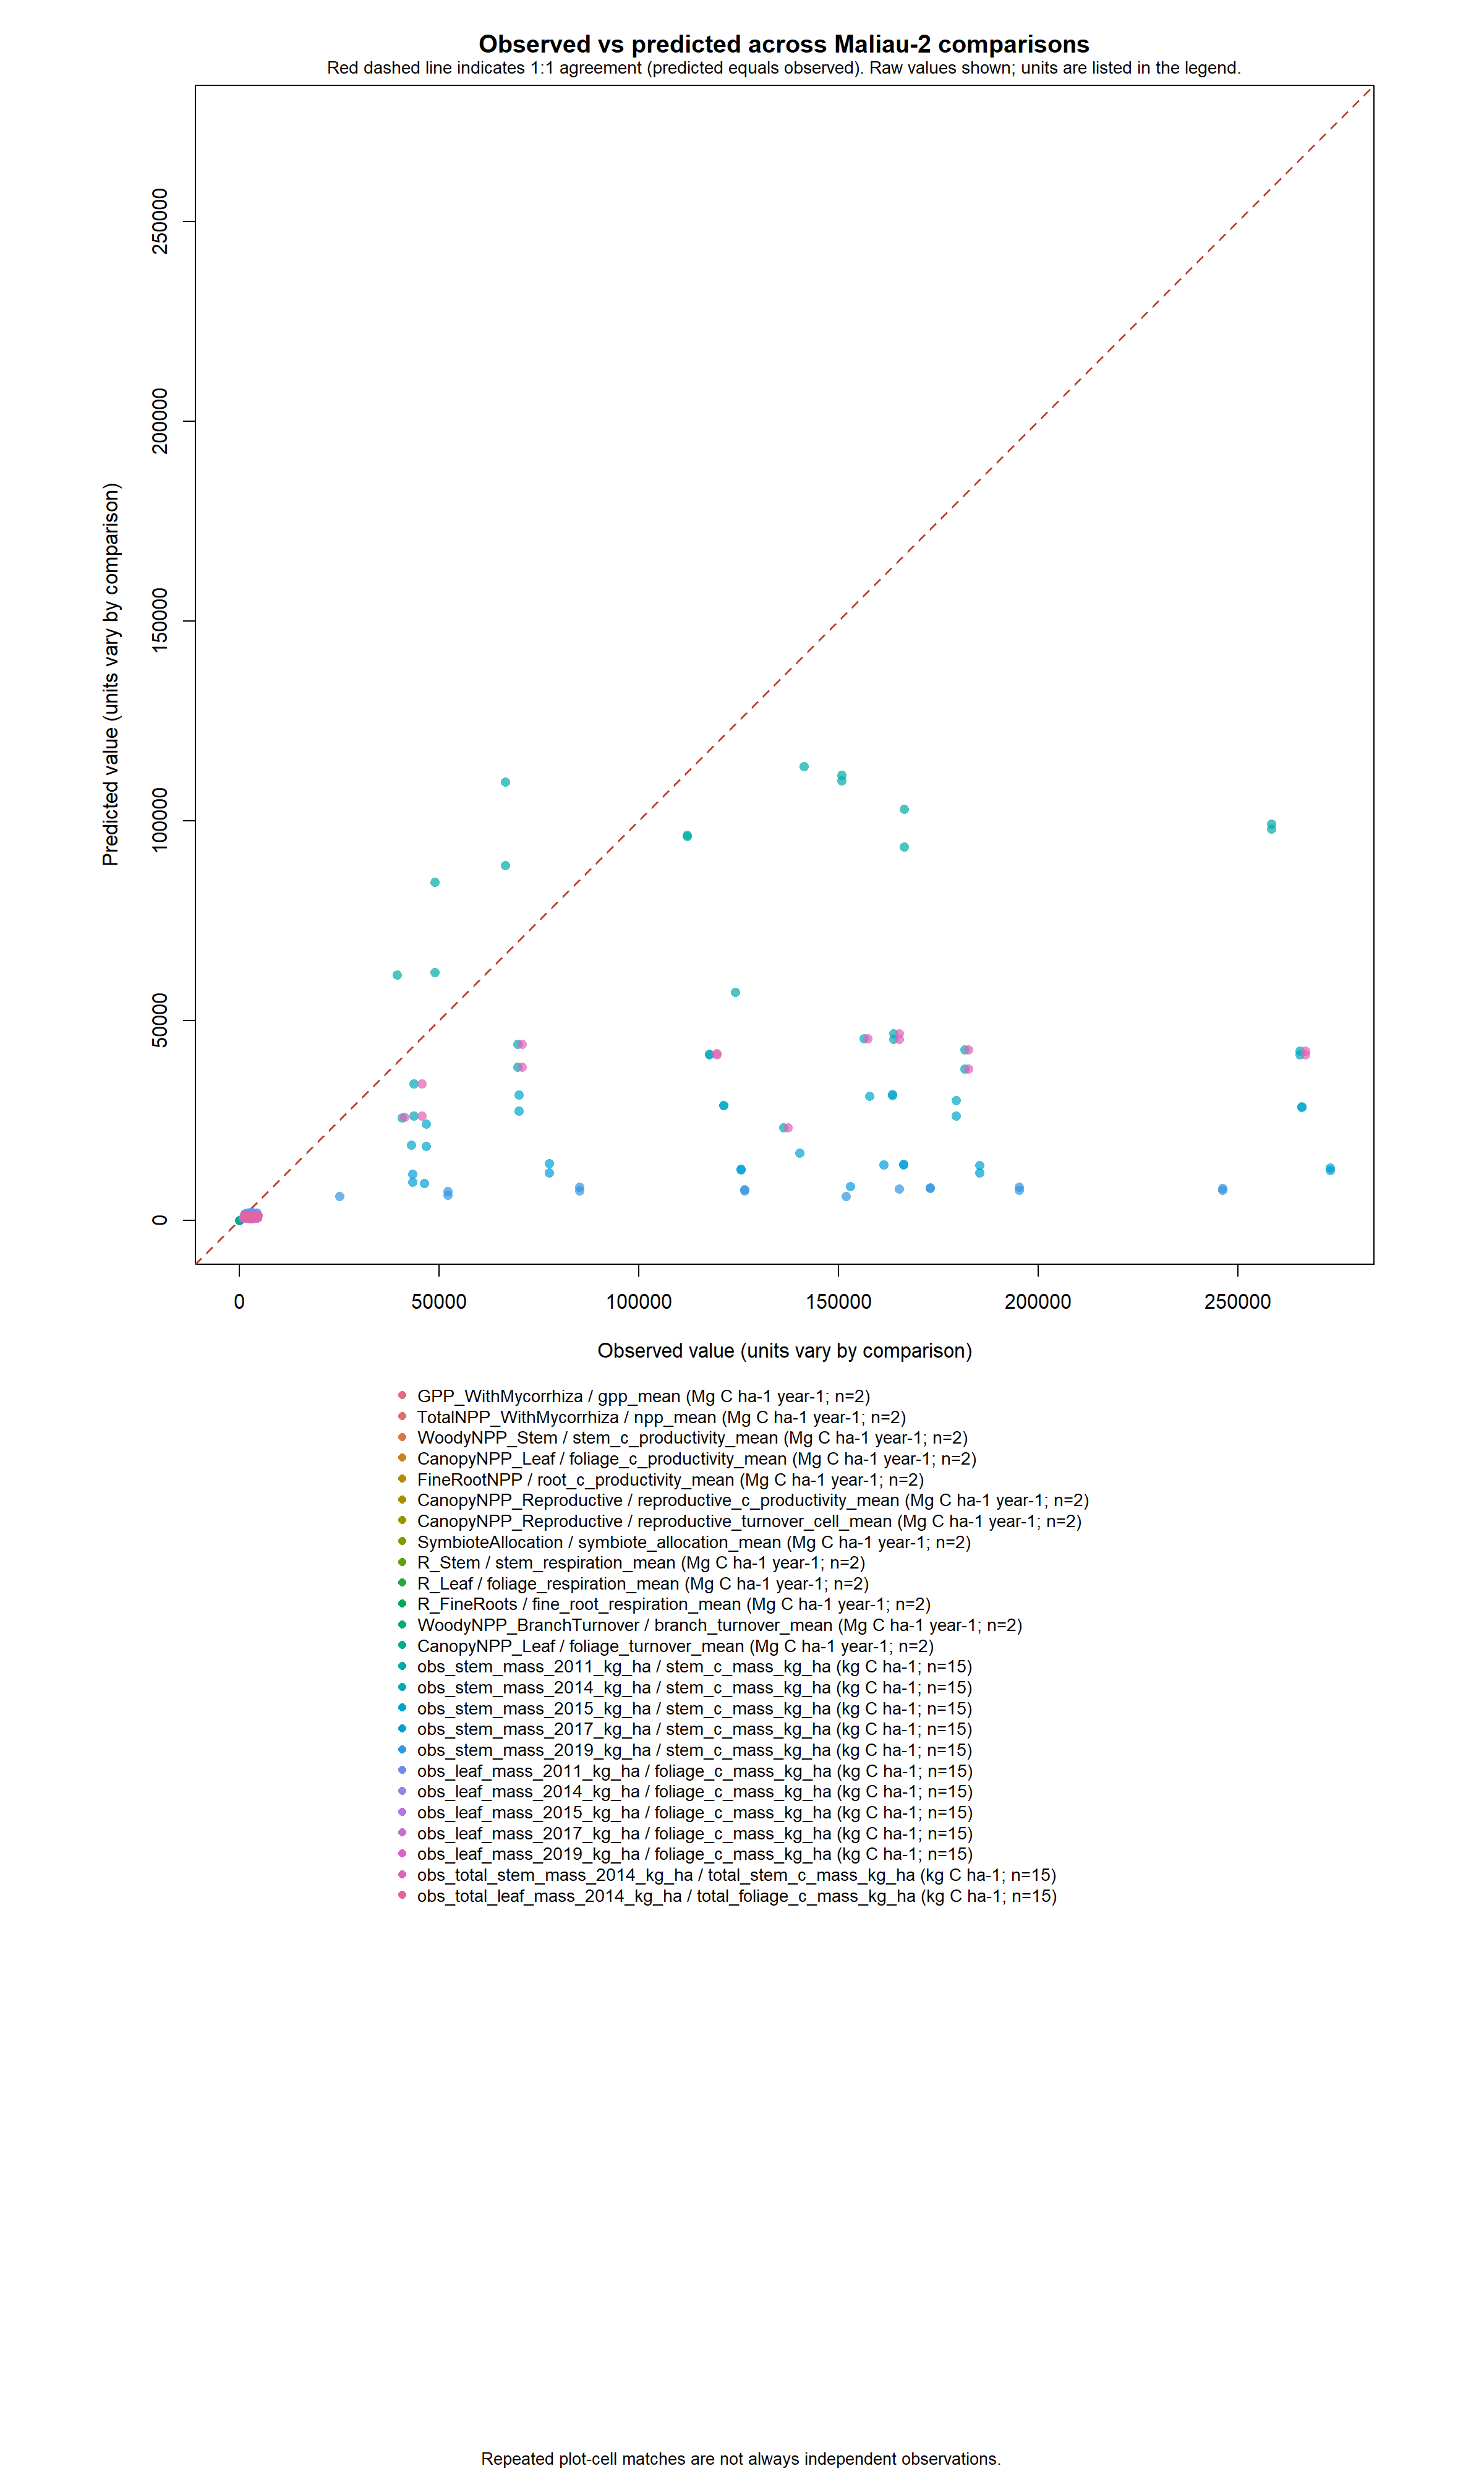 Observed vs predicted across Maliau-2 comparisons
Red dashed line indicates 1:1 agreement (predicted equals observed). Raw values shown; units are listed in the legend.
Predicted value (units vary by comparison)
250000
200000
150000
100000
50000
0
0
50000
100000
150000
200000
250000
Observed value (units vary by comparison)
GPP_WithMycorrhiza / gpp_mean (Mg C ha-1 year-1; n=2)
TotalNPP_WithMycorrhiza / npp_mean (Mg C ha-1 year-1; n=2)
WoodyNPP_Stem / stem_c_productivity_mean (Mg C ha-1 year-1; n=2)
CanopyNPP_Leaf / foliage_c_productivity_mean (Mg C ha-1 year-1; n=2)
FineRootNPP / root_c_productivity_mean (Mg C ha-1 year-1; n=2)
CanopyNPP_Reproductive / reproductive_c_productivity_mean (Mg C ha-1 year-1; n=2)
CanopyNPP_Reproductive / reproductive_turnover_cell_mean (Mg C ha-1 year-1; n=2)
SymbioteAllocation / symbiote_allocation_mean (Mg C ha-1 year-1; n=2)
R_Stem / stem_respiration_mean (Mg C ha-1 year-1; n=2)
R_Leaf / foliage_respiration_mean (Mg C ha-1 year-1; n=2)
R_FineRoots / fine_root_respiration_mean (Mg C ha-1 year-1; n=2)
WoodyNPP_BranchTurnover / branch_turnover_mean (Mg C ha-1 year-1; n=2)
CanopyNPP_Leaf / foliage_turnover_mean (Mg C ha-1 year-1; n=2)
obs_stem_mass_2011_kg_ha / stem_c_mass_kg_ha (kg C ha-1; n=15)
obs_stem_mass_2014_kg_ha / stem_c_mass_kg_ha (kg C ha-1; n=15)
obs_stem_mass_2015_kg_ha / stem_c_mass_kg_ha (kg C ha-1; n=15)
obs_stem_mass_2017_kg_ha / stem_c_mass_kg_ha (kg C ha-1; n=15)
obs_stem_mass_2019_kg_ha / stem_c_mass_kg_ha (kg C ha-1; n=15)
obs_leaf_mass_2011_kg_ha / foliage_c_mass_kg_ha (kg C ha-1; n=15)
obs_leaf_mass_2014_kg_ha / foliage_c_mass_kg_ha (kg C ha-1; n=15)
obs_leaf_mass_2015_kg_ha / foliage_c_mass_kg_ha (kg C ha-1; n=15)
obs_leaf_mass_2017_kg_ha / foliage_c_mass_kg_ha (kg C ha-1; n=15)
obs_leaf_mass_2019_kg_ha / foliage_c_mass_kg_ha (kg C ha-1; n=15)
obs_total_stem_mass_2014_kg_ha / total_stem_c_mass_kg_ha (kg C ha-1; n=15)
obs_total_leaf_mass_2014_kg_ha / total_foliage_c_mass_kg_ha (kg C ha-1; n=15)
Repeated plot-cell matches are not always independent observations.